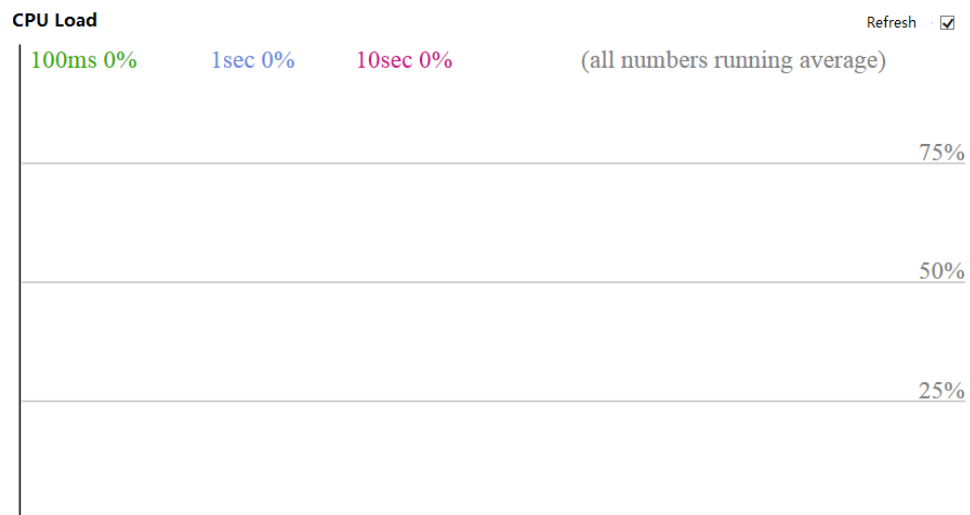 CPU Load
Refresh
100ms 0% 1sec 0% 10sec 0% (all numbers running average)
75%
50%
25%